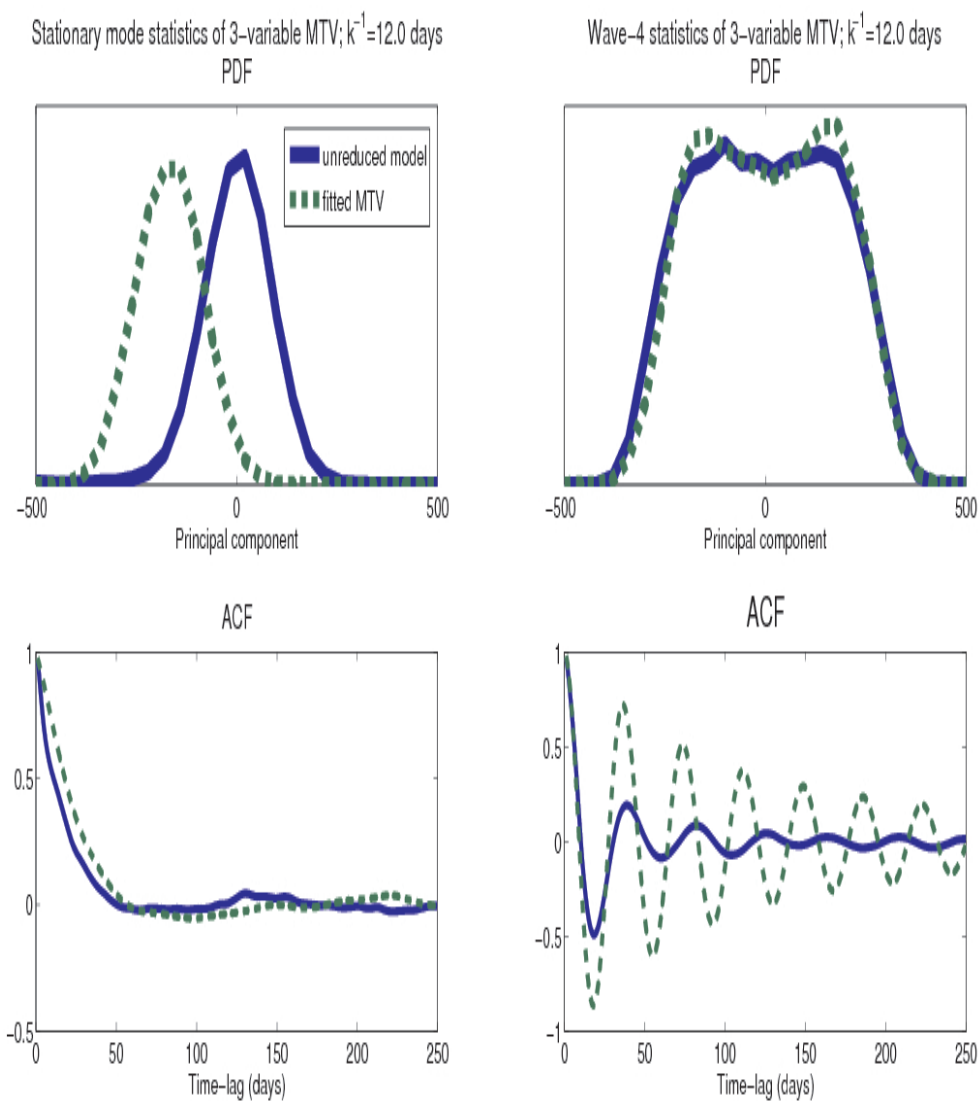 Stationary mode statistics of 3−variable MTV; k⁻¹=12.0 days
PDF
unreduced model
fitted MTV
−500 0 500
Principal component
Wave−4 statistics of 3−variable MTV; k⁻¹=12.0 days
PDF
−500 0 500
Principal component
ACF
1
0.5
0
−0.5
0 50 100 150 200 250
Time−lag (days)
ACF
1
0.5
0
−0.5
−1
0 50 100 150 200 250
Time−lag (days)